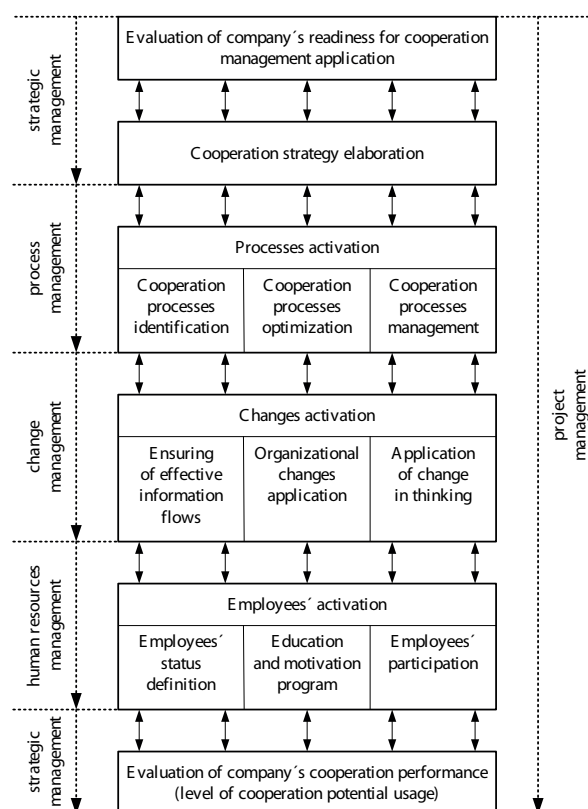 Evaluation of company´s readiness for cooperation
management application
strategic
management
Cooperation strategy elaboration
process
management
Processes activation
Cooperation
processes
identification
Cooperation
processes
optimization
Cooperation
processes
management
change
management
Changes activation
Ensuring
of effective
information
flows
Organizational
changes
application
Application
of change
in thinking
project
management
human resources
management
Employees´ activation
Employees´
status
definition
Education
and motivation
program
Employees´
participation
strategic
management
Evaluation of company´s cooperation performance
(level of cooperation potential usage)